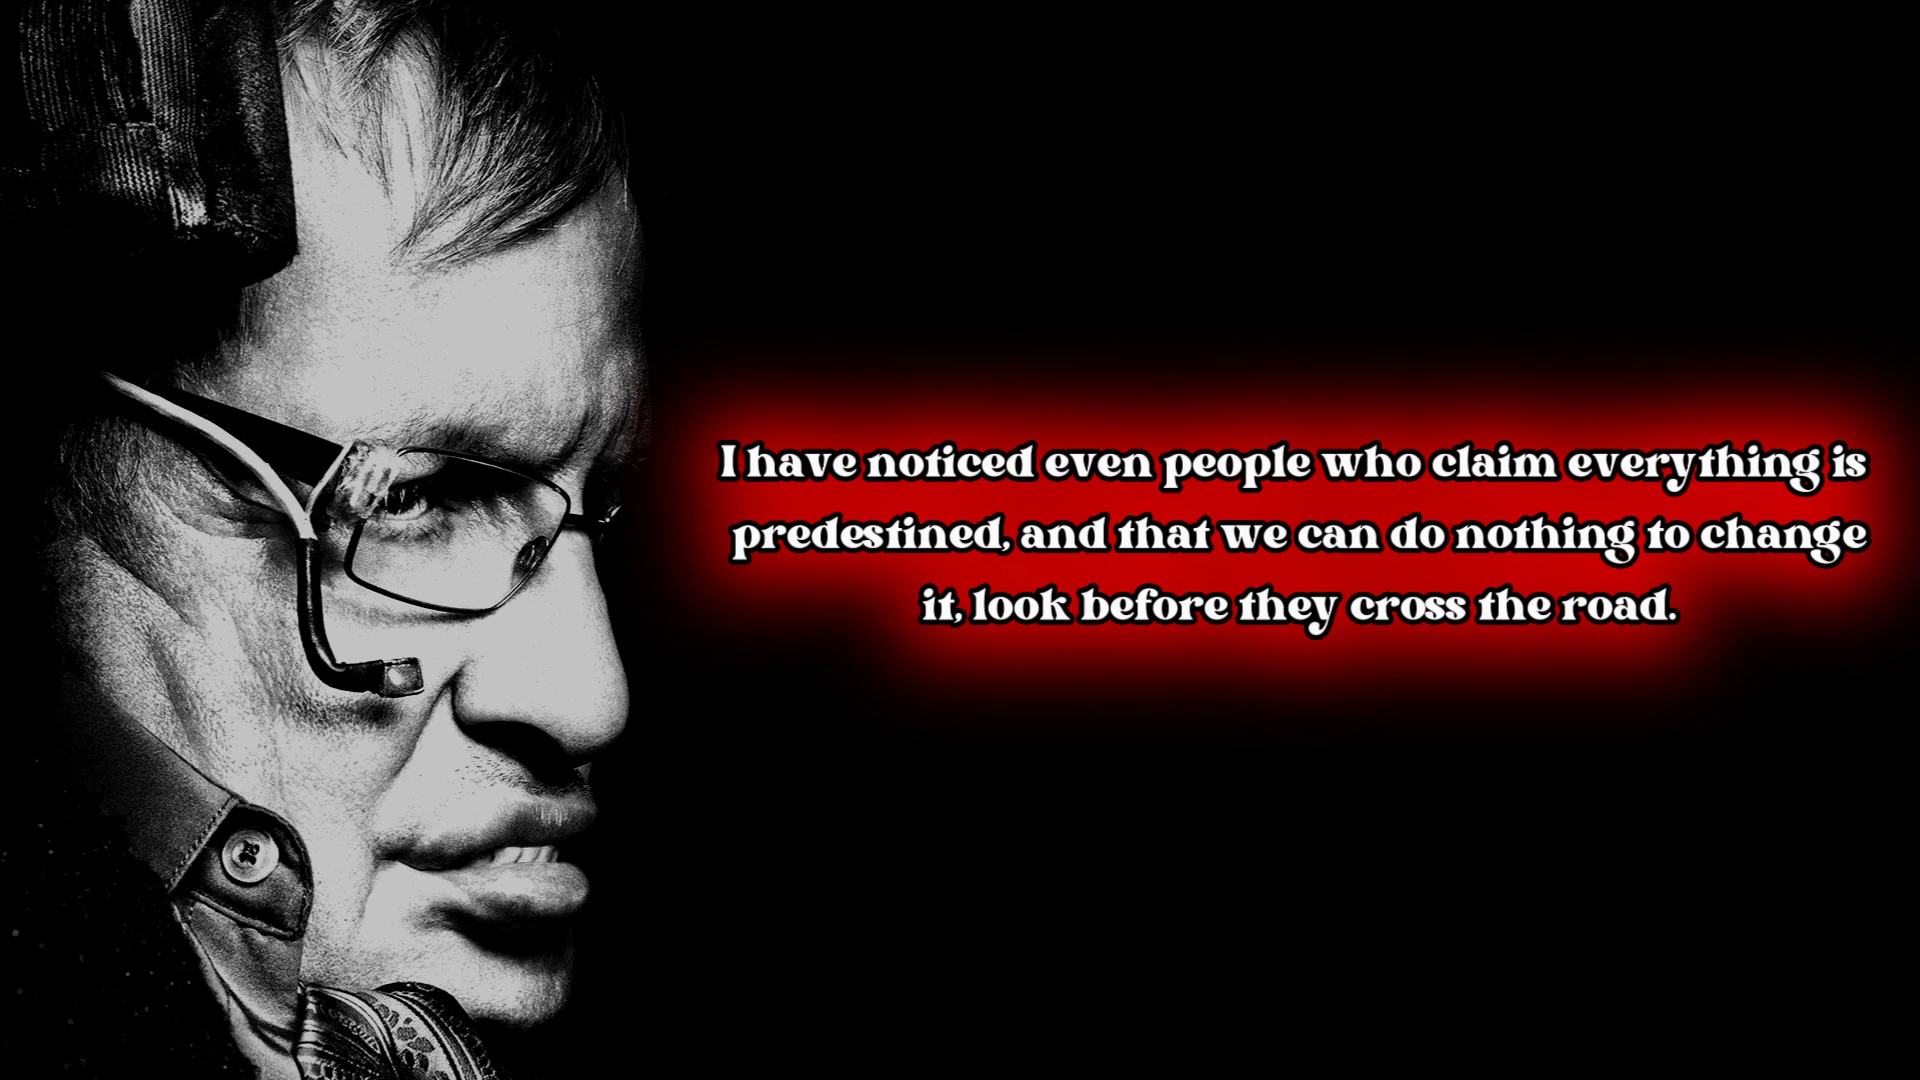 I have noticed even people who claim everything is
predestined, and that we can do nothing to change
it, look before they cross the road.